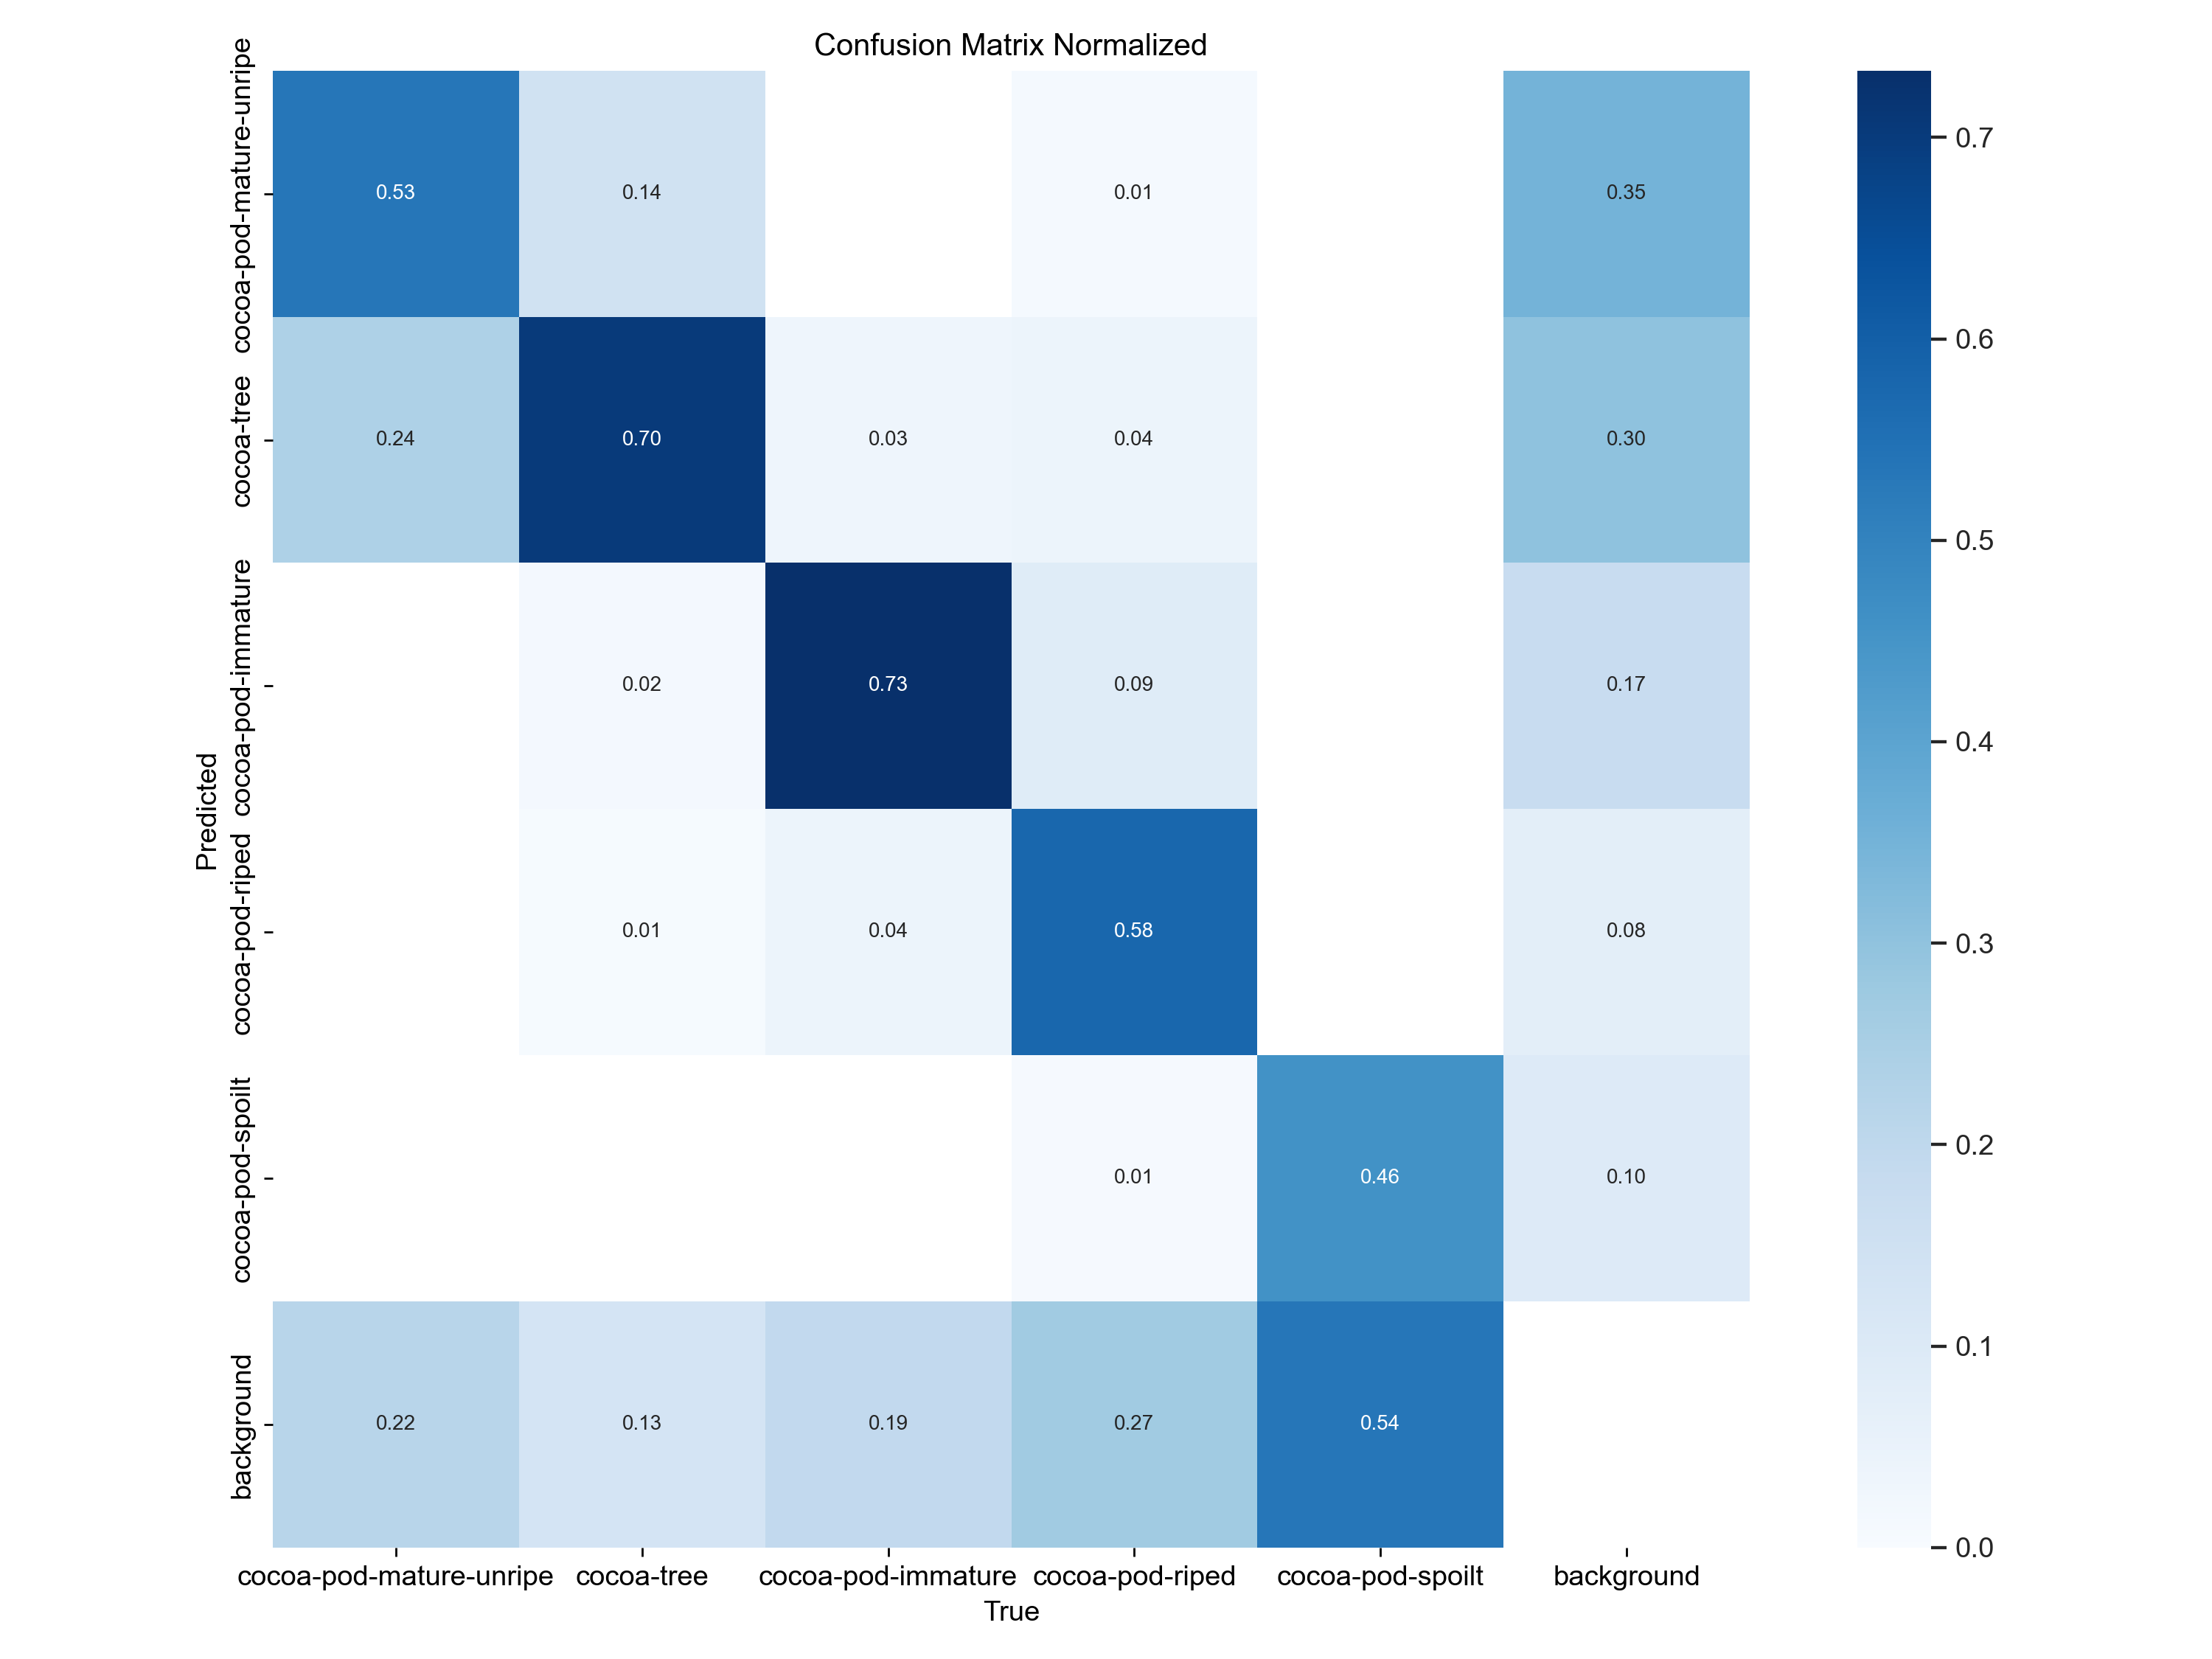 Confusion Matrix Normalized
cocoa-pod-mature-unripe
0.53
0.14
0.01
0.35
cocoa-tree
0.24
0.70
0.03
0.04
0.30
cocoa-pod-immature
0.02
0.73
0.09
0.17
cocoa-pod-riped
0.01
0.04
0.58
0.08
cocoa-pod-spoilt
0.01
0.46
0.10
background
0.22
0.13
0.19
0.27
0.54
Predicted
cocoa-pod-mature-unripe
cocoa-tree
cocoa-pod-immature
cocoa-pod-riped
cocoa-pod-spoilt
background
True
0.7
0.6
0.5
0.4
0.3
0.2
0.1
0.0